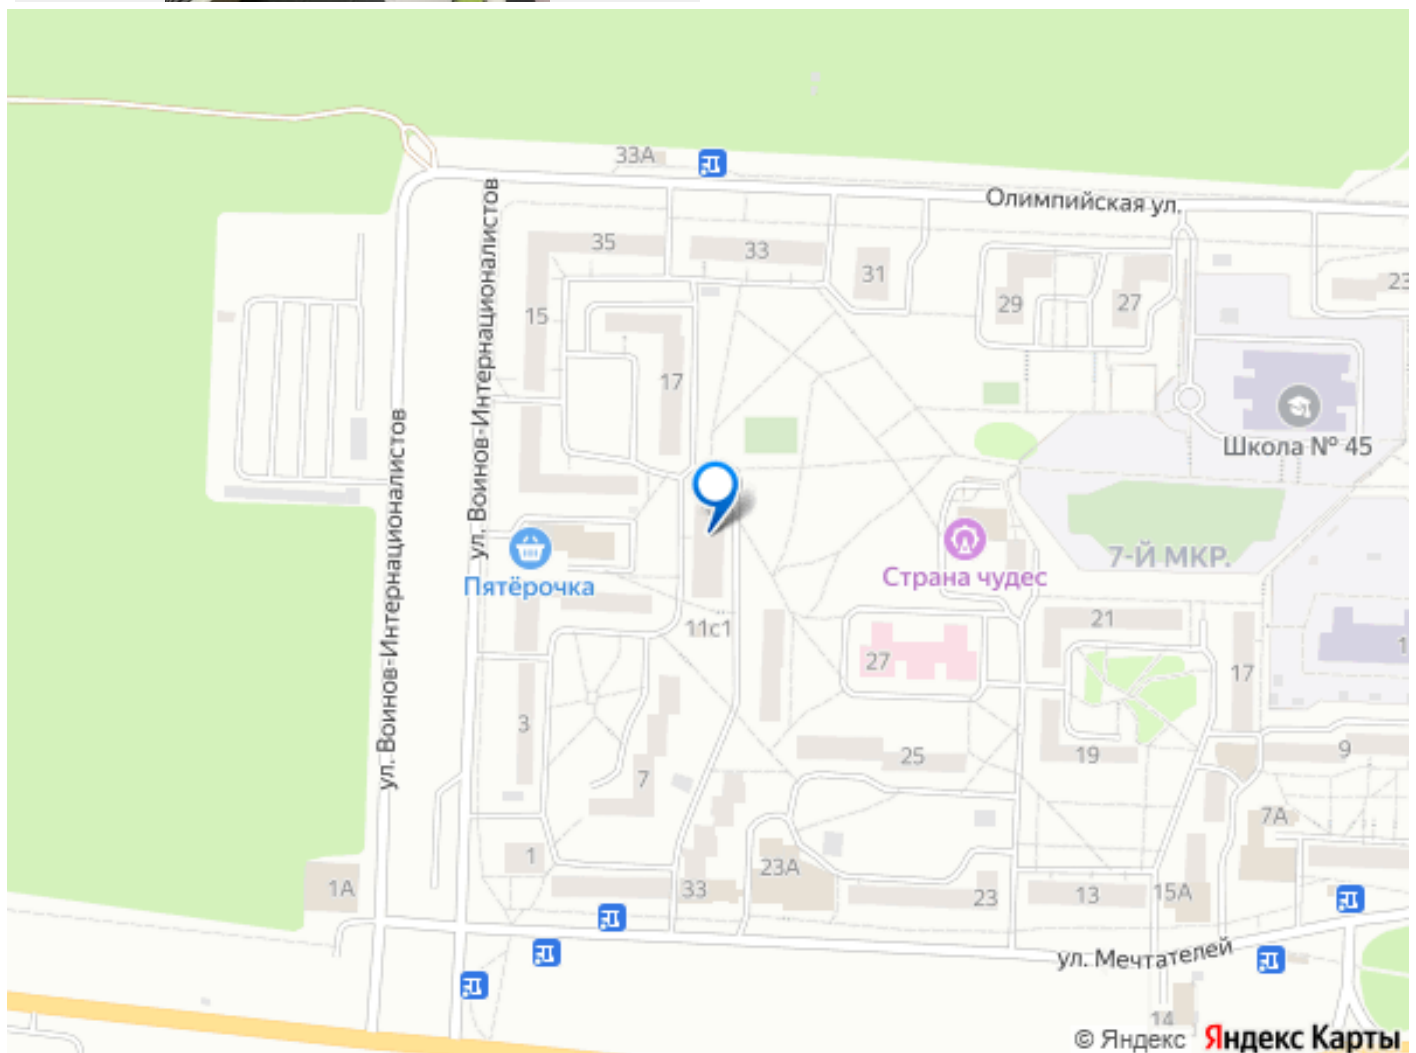 33А
Олимпийская ул.
ул. Воинов-Интернационалистов
35
33
31
29
27
23
15
17
ул. Воинов-Интернационалистов
Школа № 45
Пятёрочка
Страна чудес
7-Й МКР.
11с1
21
27
17
1
3
25
19
9
7
7А
1
23А
1А
33
23
13
15А
ул. Мечтателей
14
© Яндекс Яндекс Карты